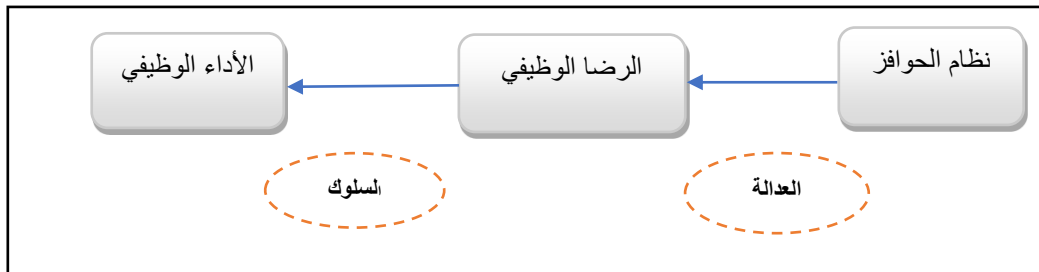 نظام الحوافز
الرضا الوظيفي
الأداء الوظيفي
العدالة
السلوك